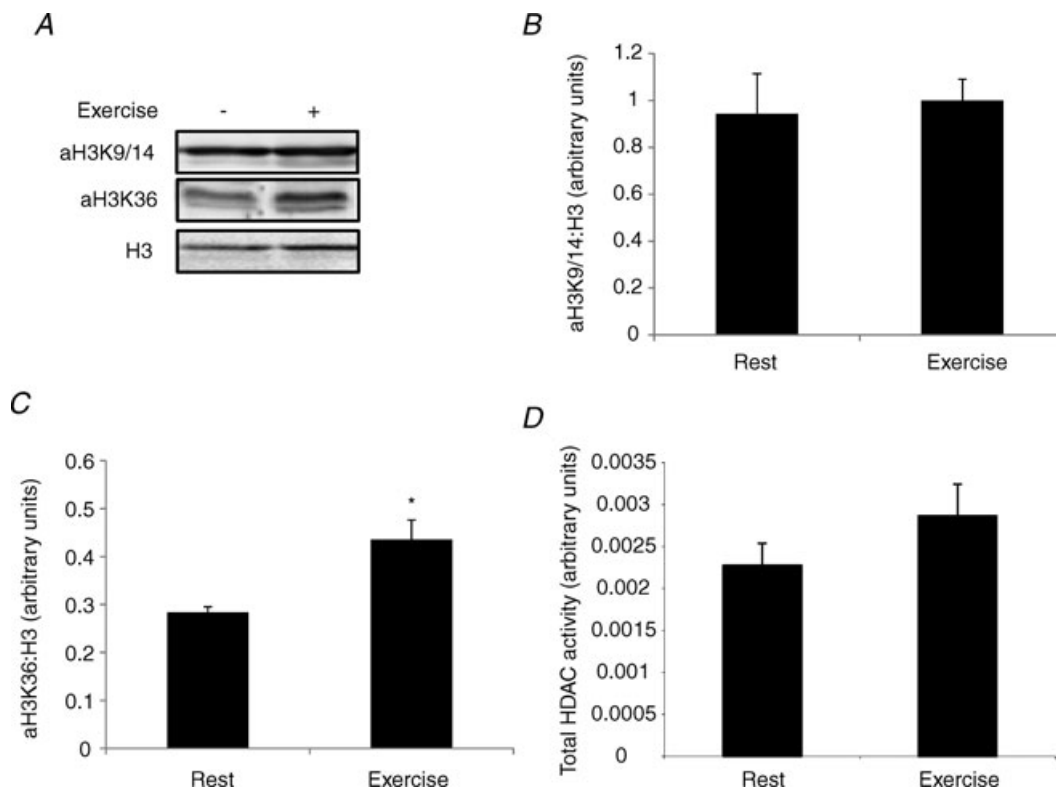 A
Exercise - +
aH3K9/14
aH3K36
H3
B
aH3K9/14:H3 (arbitrary units)
1.2
1
0.8
0.6
0.4
0.2
0
Rest Exercise
C
aH3K36:H3 (arbitrary units)
0.6
0.5
0.4
0.3
0.2
0.1
0
*
Rest Exercise
D
Total HDAC activity (arbitrary units)
0.0035
0.003
0.0025
0.002
0.0015
0.001
0.0005
0
Rest Exercise